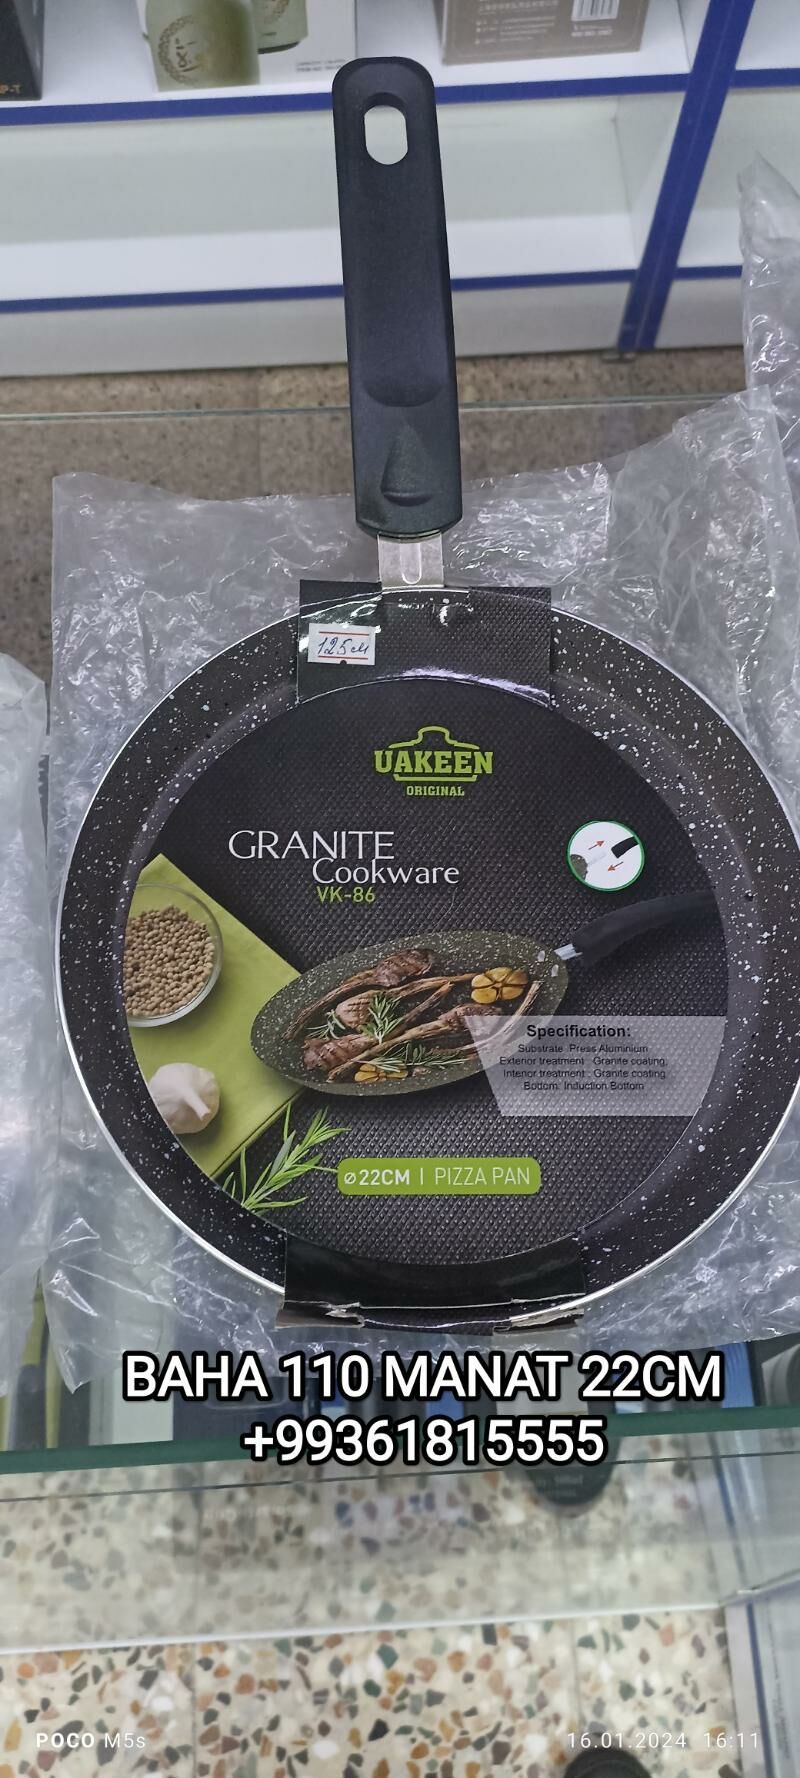 125
UAKEEN
ORIGINAL
GRANITE
Cookware
VK-86
Specification:
Substrate :Press Aluminium
Exterior treatment : Granite coating,
Interior treatment : Granite coating,
Bottom: Induction Bottom
⌀22CM | PIZZA PAN
BAHA 110 MANAT 22CM
+99361815555
POCO M5s
16.01.2024 16:11